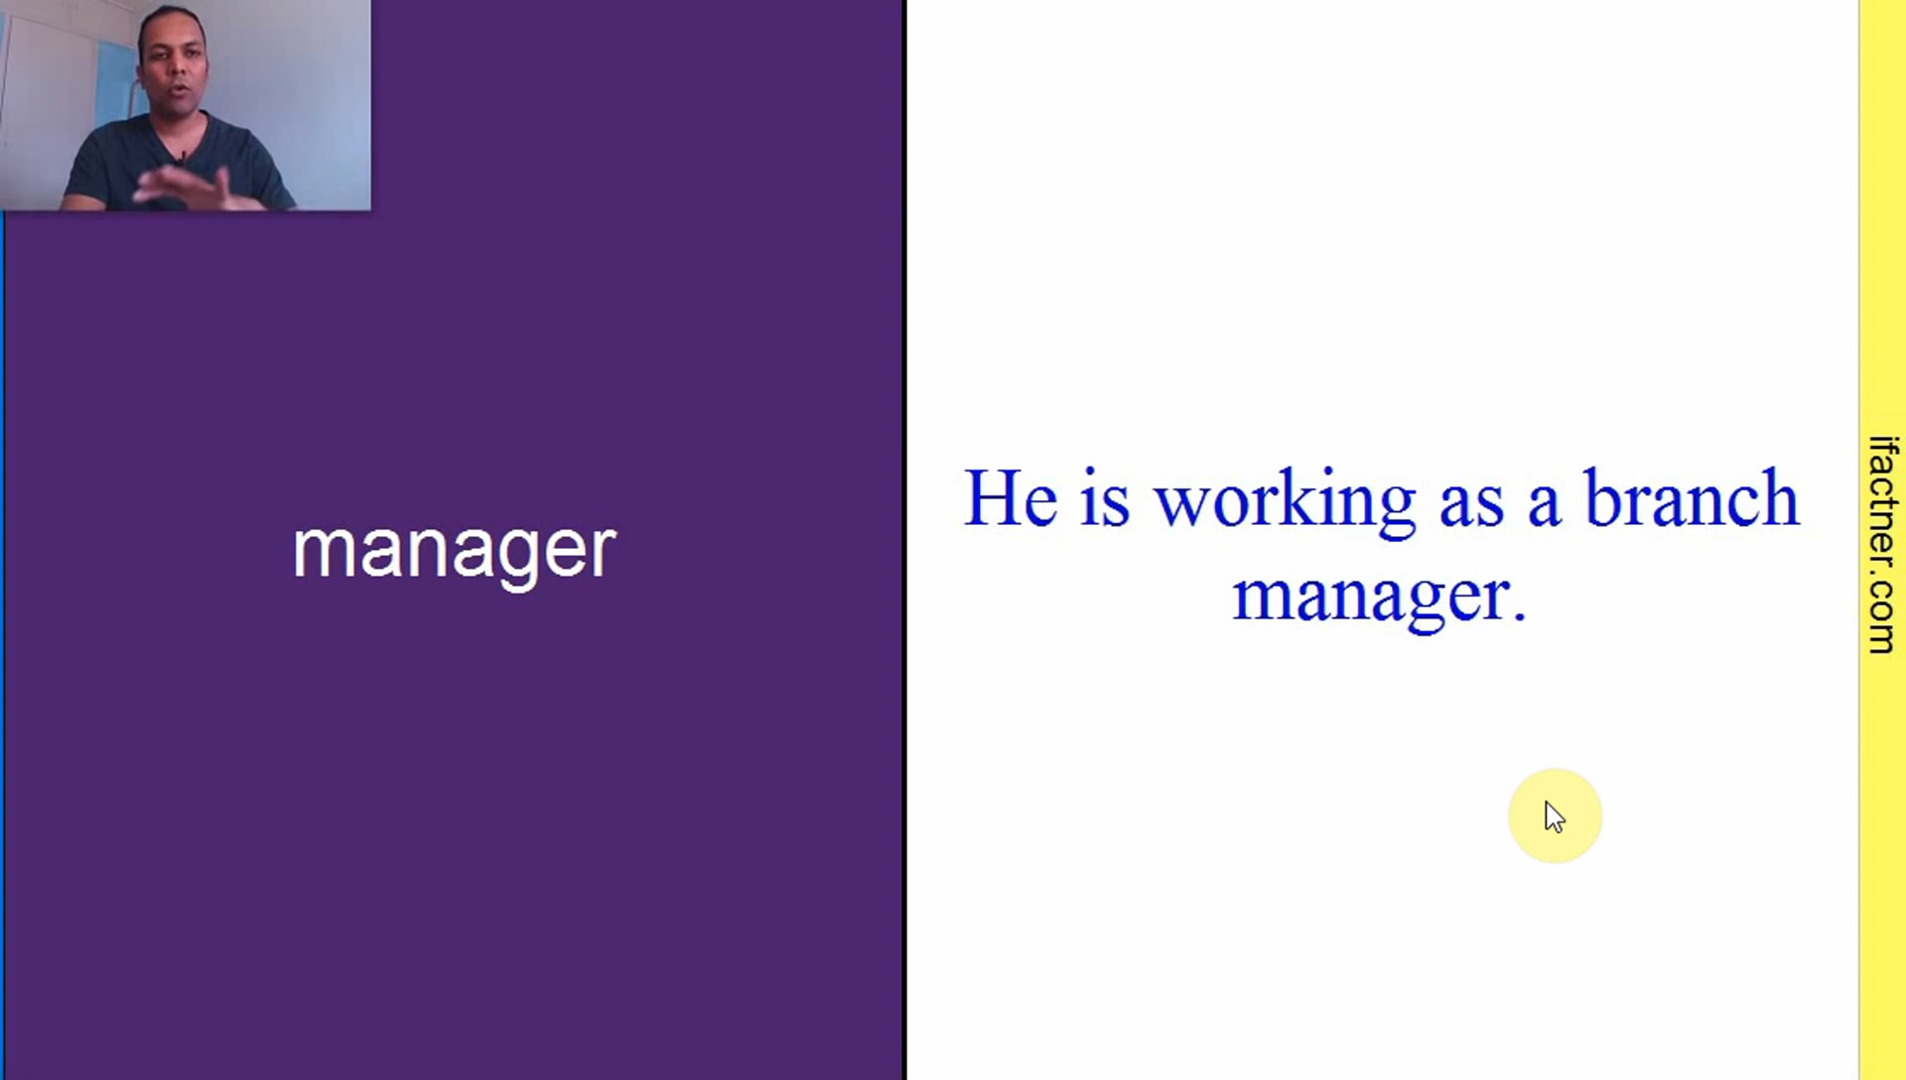 manager
He is working as a branch
manager.
ifactner.com